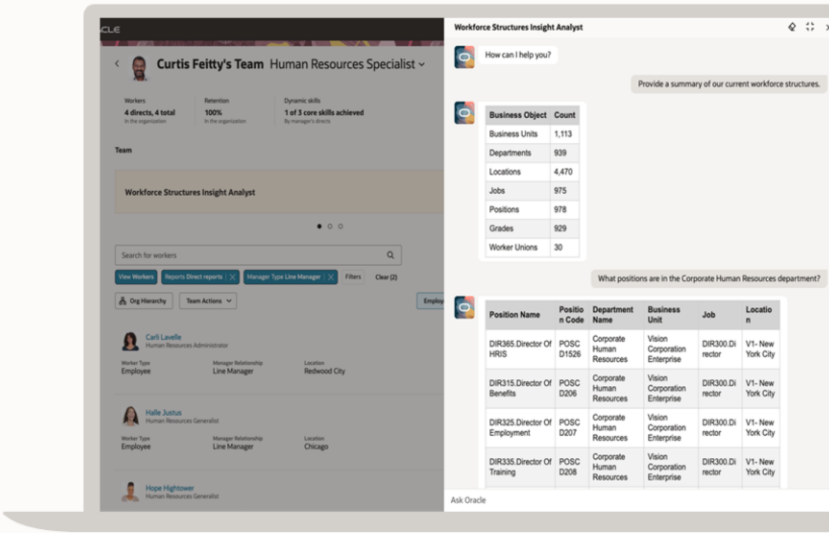 CLE
Curtis Feitty's Team Human Resources Specialist
Workers
4 directs, 4 total
In the organization
Retention
100%
In the organization
Dynamic skills
1 of 3 core skills achieved
By manager's directs
Team
Workforce Structures Insight Analyst
Search for workers
View Workers
Reports Direct reports
Manager Type Line Manager
Filters
Clear (2)
Org Hierarchy
Team Actions
Employ
Carli Lavelle
Human Resources Administrator
Worker Type
Employee
Manager Relationship
Line Manager
Location
Redwood City
Halle Justus
Human Resources Generalist
Worker Type
Employee
Manager Relationship
Line Manager
Location
Chicago
Hope Hightower
Human Resources Generalist
Workforce Structures Insight Analyst
How can I help you?
Provide a summary of our current workforce structures.
Business Object Count
Business Units 1,113
Departments 939
Locations 4,470
Jobs 975
Positions 978
Grades 929
Worker Unions 30
What positions are in the Corporate Human Resources department?
Position Name
Positio
n Code
Department
Name
Business
Unit
Job
Locatio
n
DIR365.Director Of
HRIS
POSC
D1526
Corporate
Human
Resources
Vision
Corporation
Enterprise
DIR300.Di
rector
V1- New
York City
DIR315.Director Of
Benefits
POSC
D206
Corporate
Human
Resources
Vision
Corporation
Enterprise
DIR300.Di
rector
V1- New
York City
DIR325.Director Of
Employment
POSC
D207
Corporate
Human
Resources
Vision
Corporation
Enterprise
DIR300.Di
rector
V1- New
York City
DIR335.Director Of
Training
POSC
D208
Corporate
Human
Resources
Vision
Corporation
Enterprise
DIR300.Di
rector
V1- New
York City
Ask Oracle